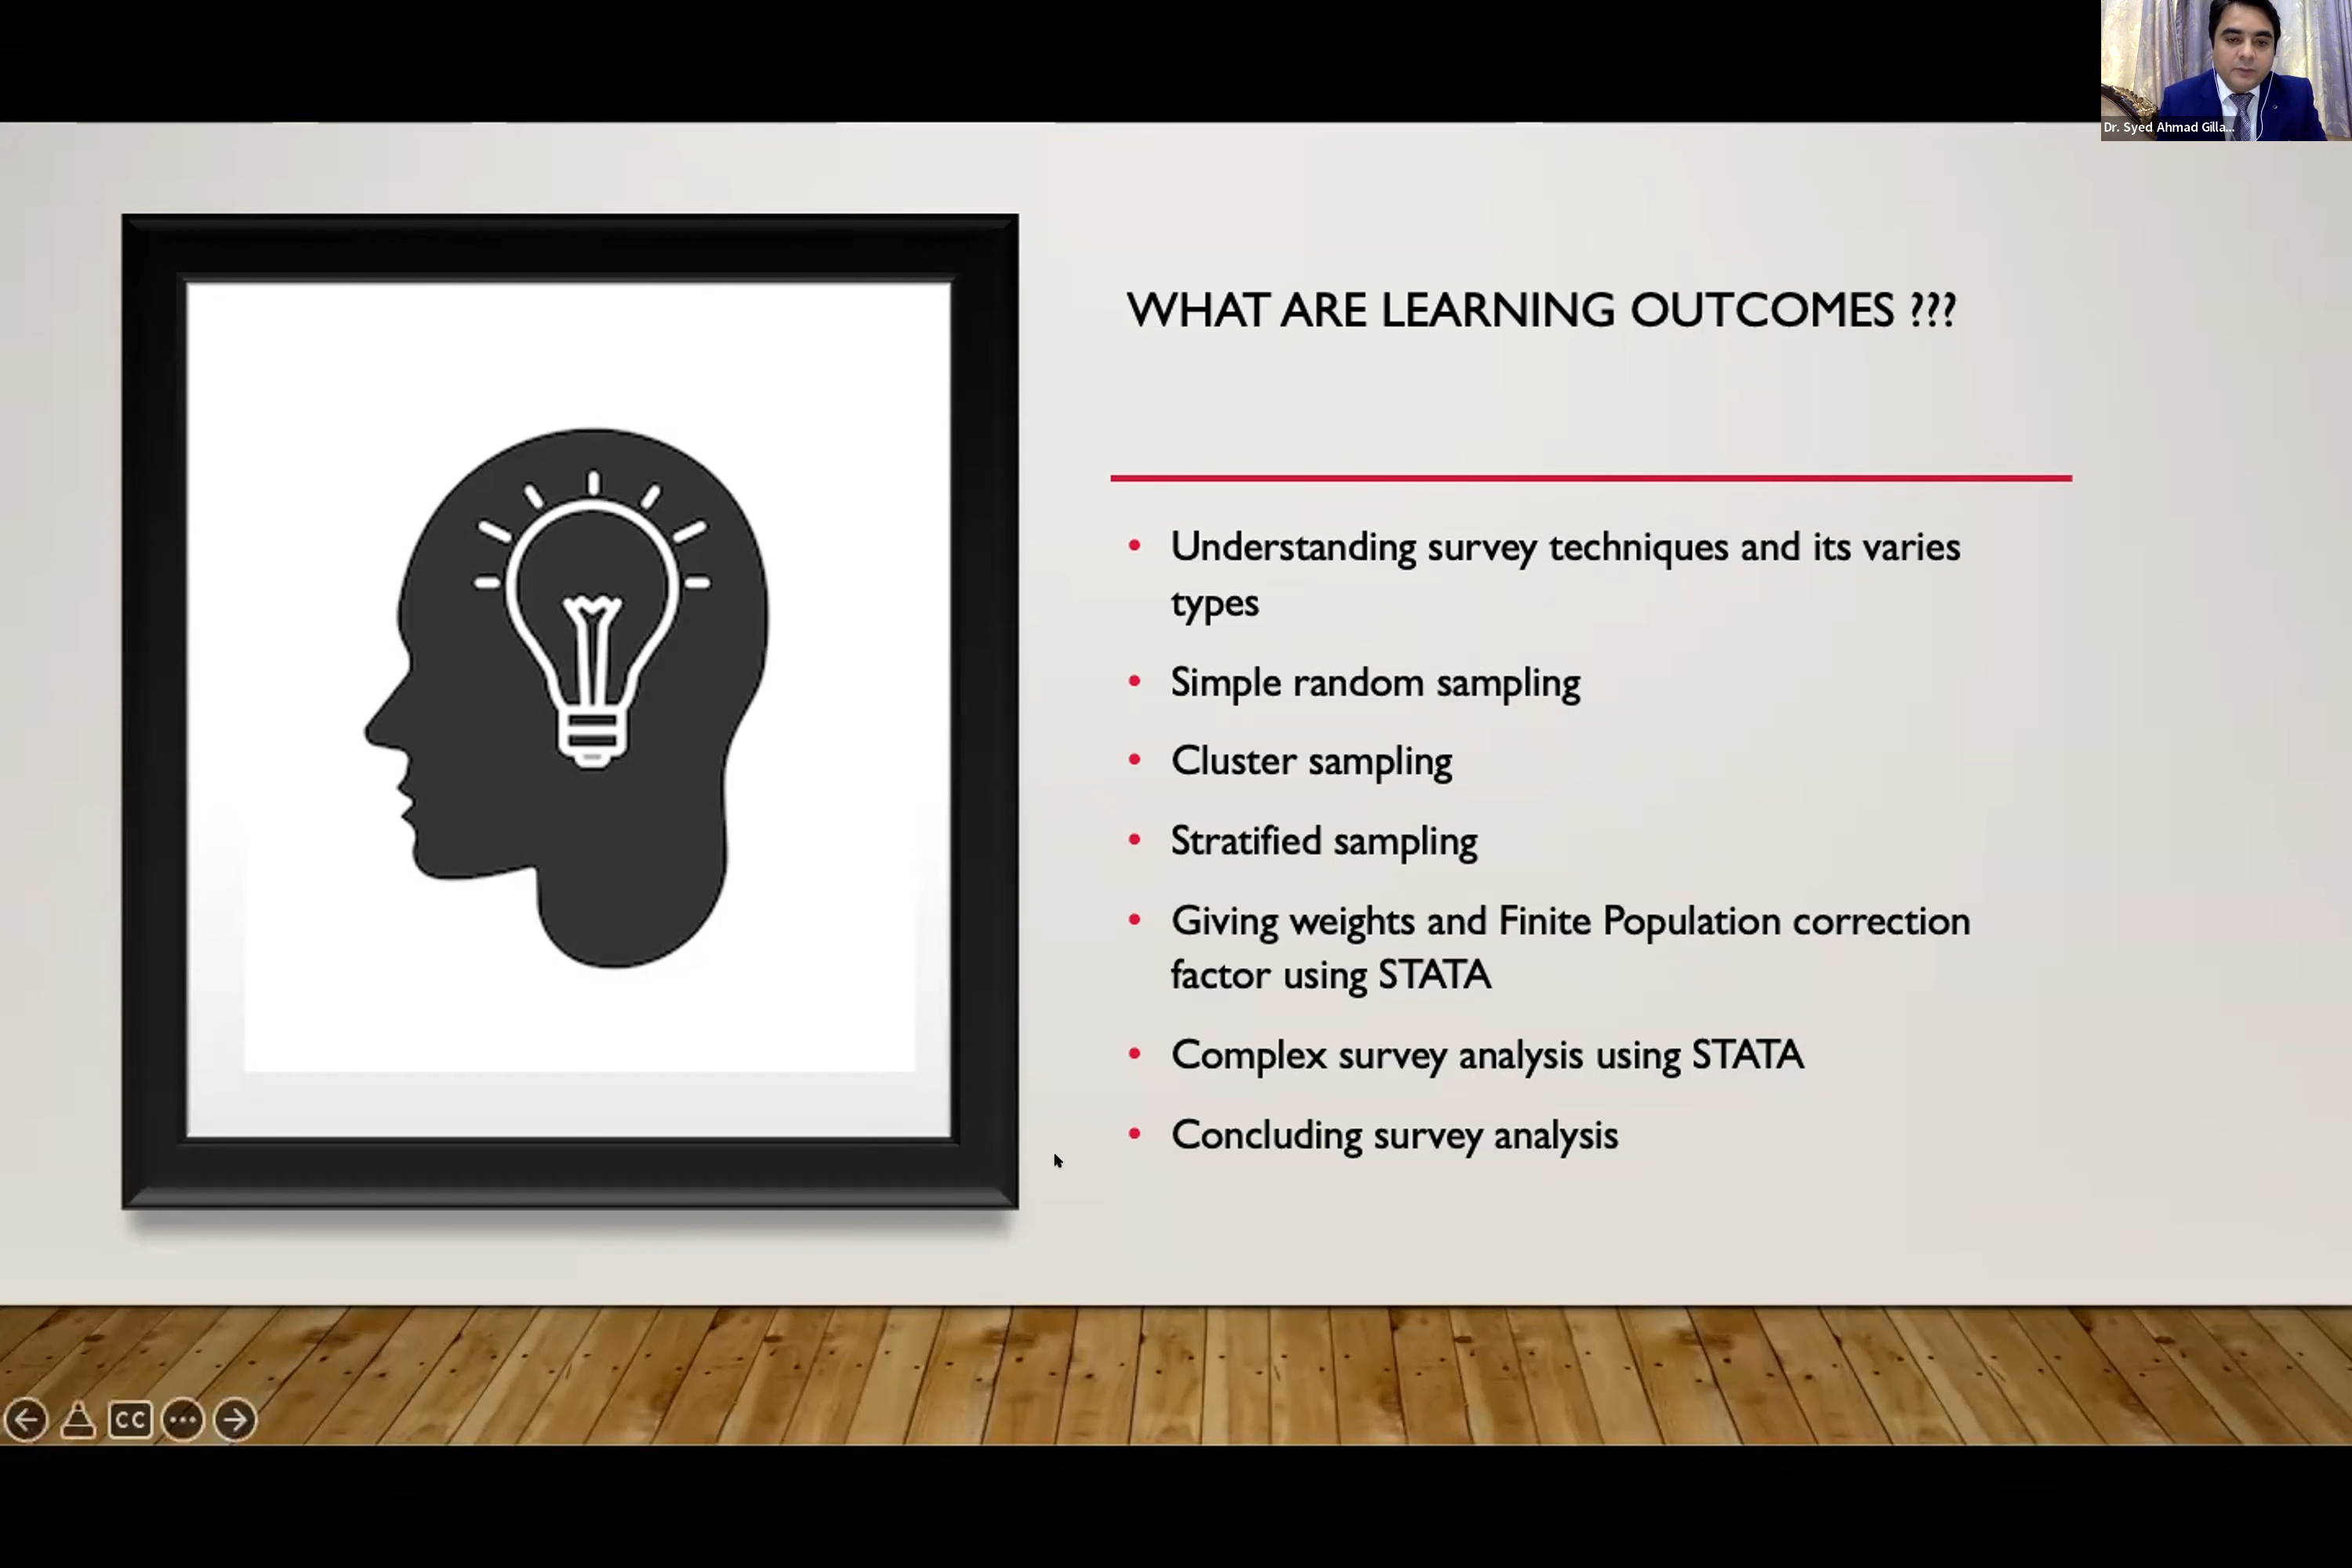 Dr. Syed Ahmad Gilla...
WHAT ARE LEARNING OUTCOMES ???
• Understanding survey techniques and its varies
types
• Simple random sampling
• Cluster sampling
• Stratified sampling
• Giving weights and Finite Population correction
factor using STATA
• Complex survey analysis using STATA
• Concluding survey analysis
CC